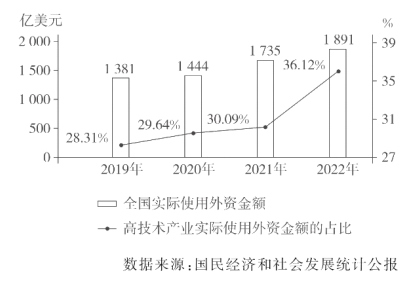 亿美元
%
2 000
1 500
1 000
500
0
39
35
31
27
1 381
1 444
1 735
1 891
28.31%
29.64%
30.09%
36.12%
2019年
2020年
2021年
2022年
全国实际使用外资金额
高技术产业实际使用外资金额的占比
数据来源:国民经济和社会发展统计公报